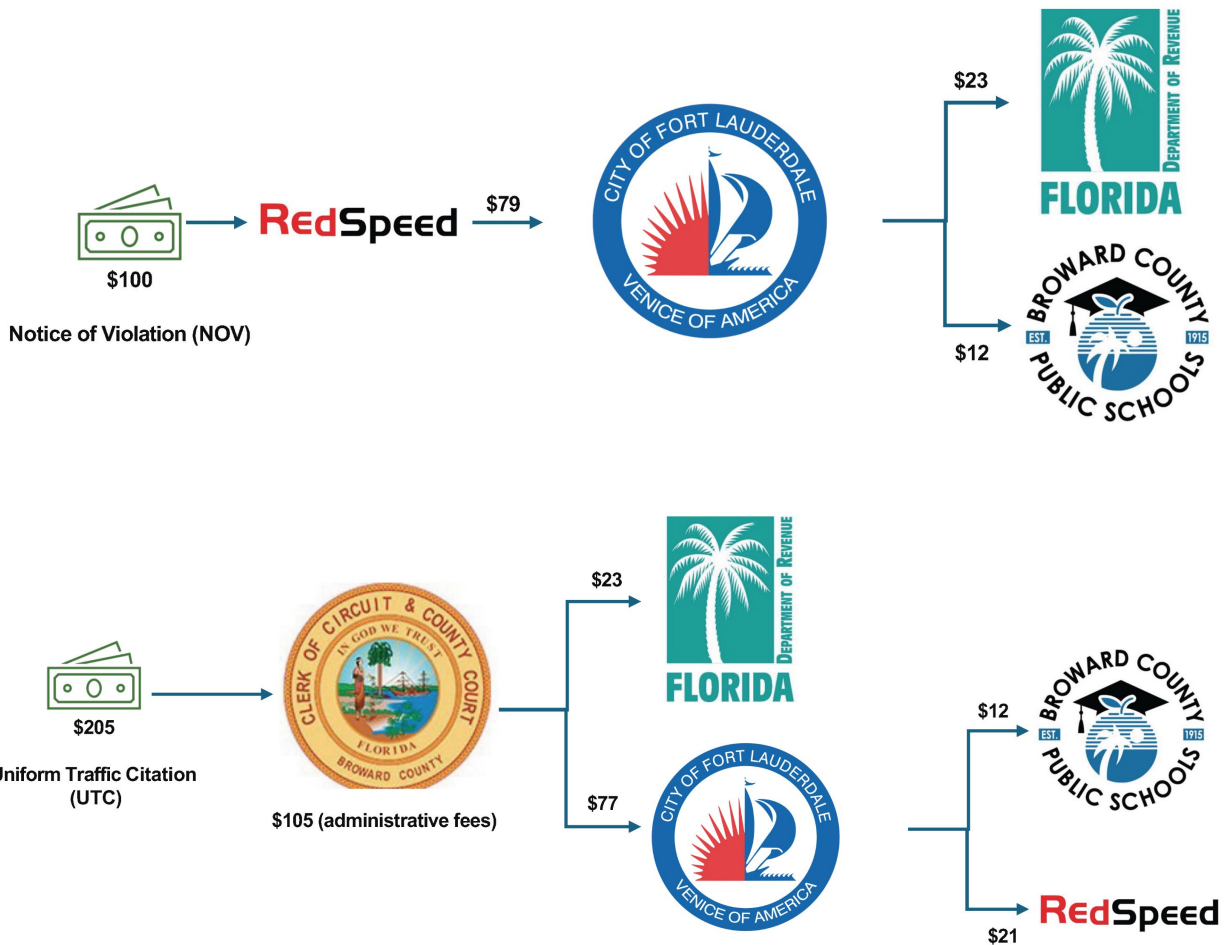 $100
Notice of Violation (NOV)
RedSpeed
$79
CITY OF FORT LAUDERDALE
VENICE OF AMERICA
$23
DEPARTMENT OF REVENUE
FLORIDA
$12
BROWARD COUNTY
EST.
1915
PUBLIC SCHOOLS
$205
Uniform Traffic Citation
(UTC)
CLERK OF CIRCUIT & COUNTY COURT
IN GOD WE TRUST
FLORIDA
BROWARD COUNTY
$105 (administrative fees)
$23
DEPARTMENT OF REVENUE
FLORIDA
$77
CITY OF FORT LAUDERDALE
VENICE OF AMERICA
$12
BROWARD COUNTY
EST.
1915
PUBLIC SCHOOLS
$21
RedSpeed